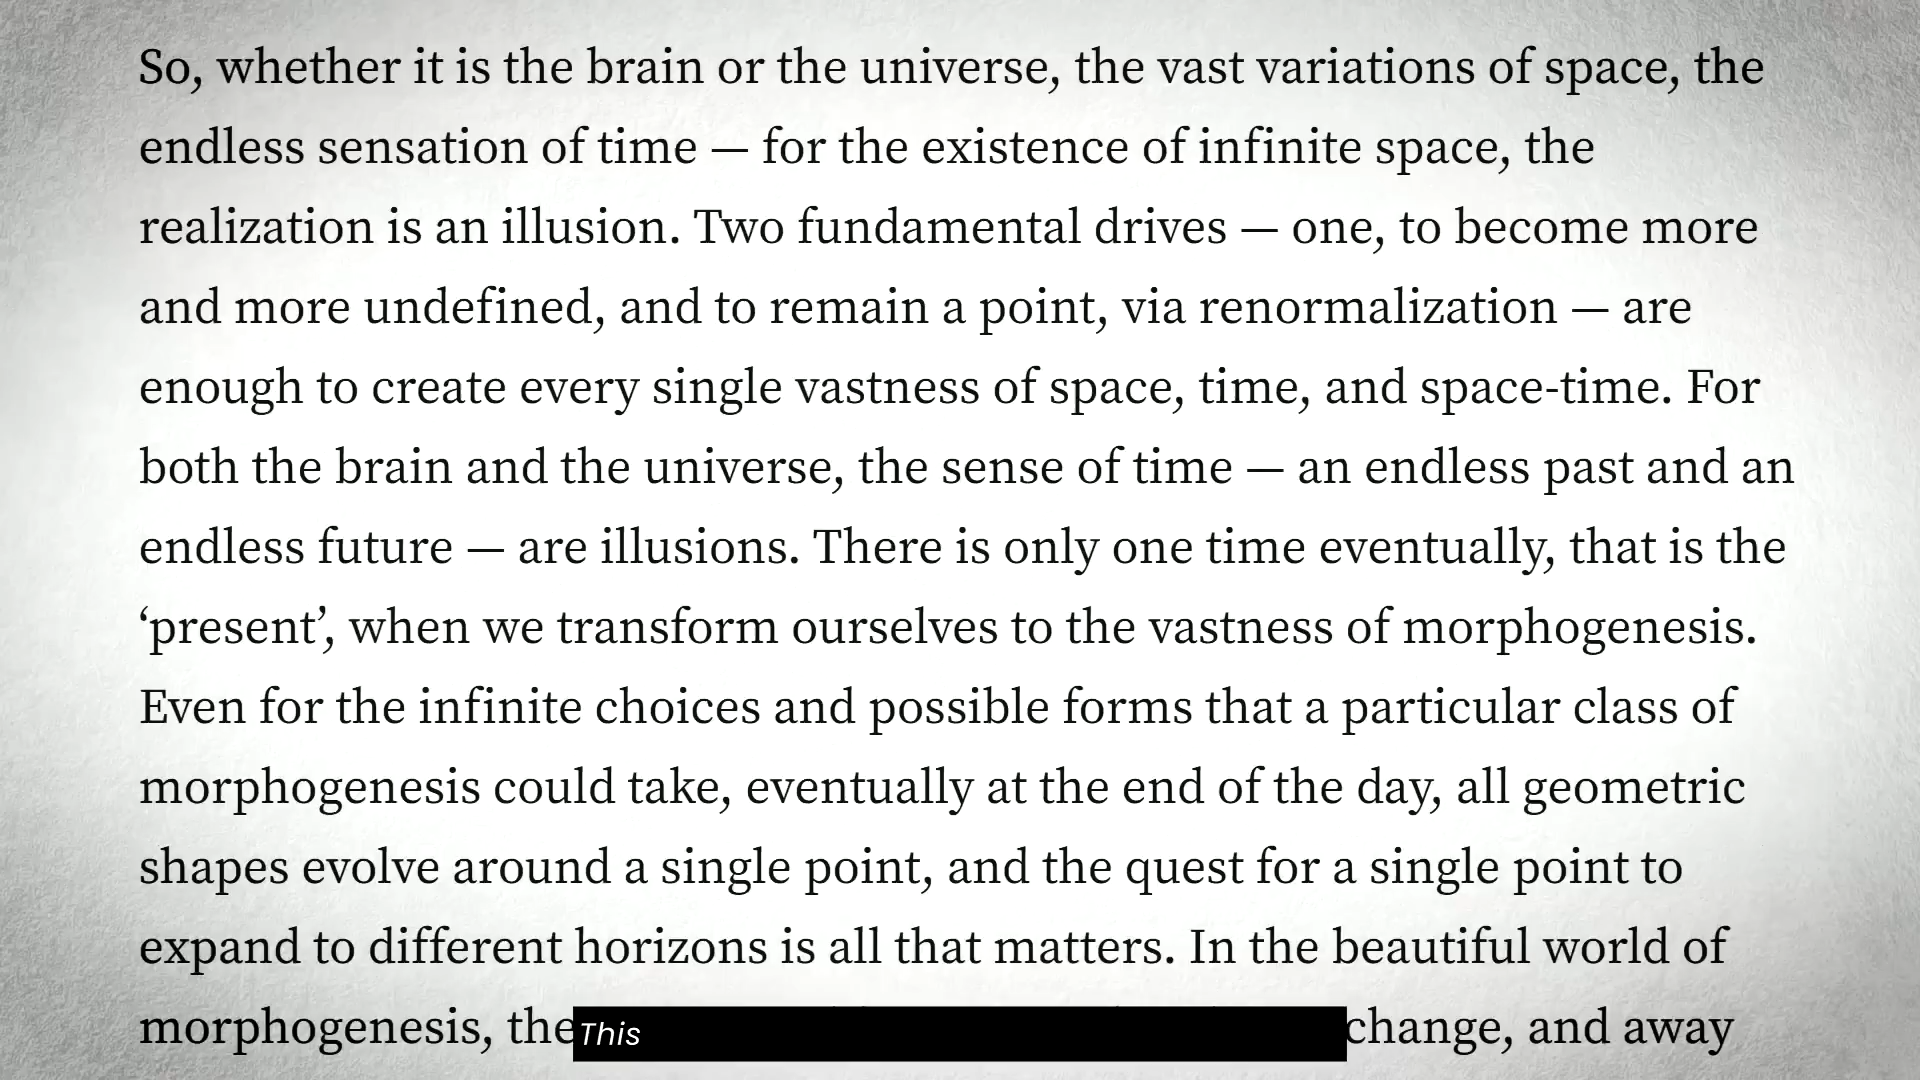 So, whether it is the brain or the universe, the vast variations of space, the
endless sensation of time — for the existence of infinite space, the
realization is an illusion. Two fundamental drives — one, to become more
and more undefined, and to remain a point, via renormalization — are
enough to create every single vastness of space, time, and space-time. For
both the brain and the universe, the sense of time — an endless past and an
endless future — are illusions. There is only one time eventually, that is the
‘present’, when we transform ourselves to the vastness of morphogenesis.
Even for the infinite choices and possible forms that a particular class of
morphogenesis could take, eventually at the end of the day, all geometric
shapes evolve around a single point, and the quest for a single point to
expand to different horizons is all that matters. In the beautiful world of
morphogenesis, the change, and away
This